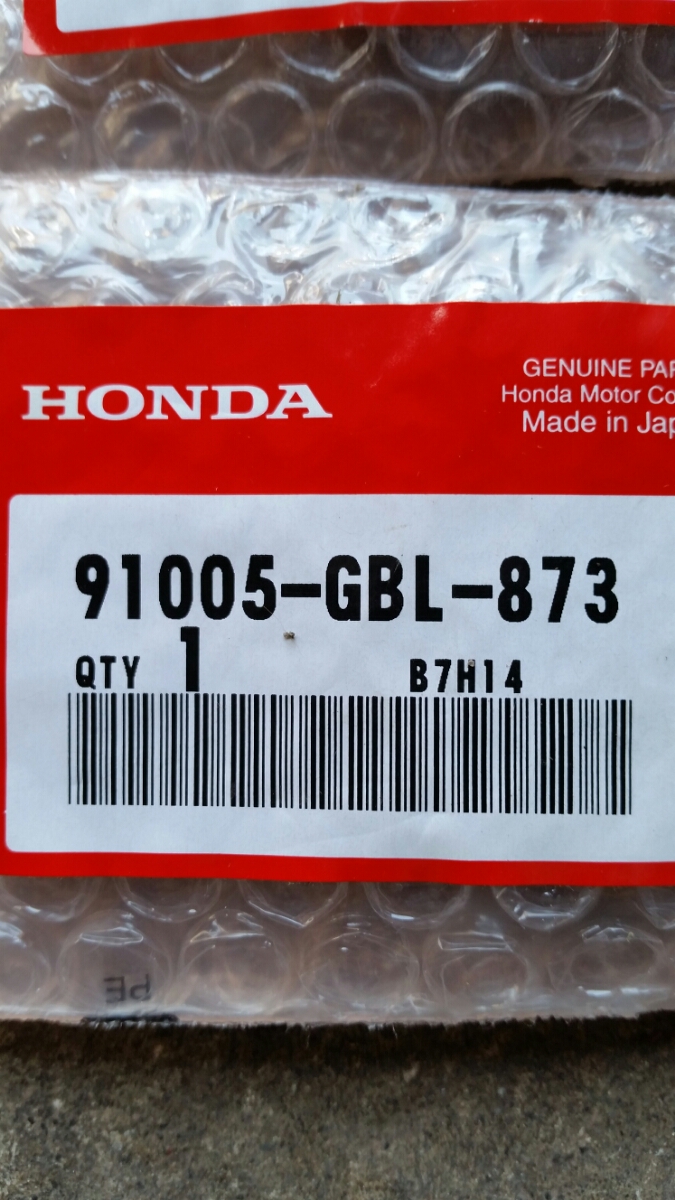 HONDA
GENUINE PAR
Honda Motor Co
Made in Jap
91005-GBL-873
QTY 1 B7H14
PE